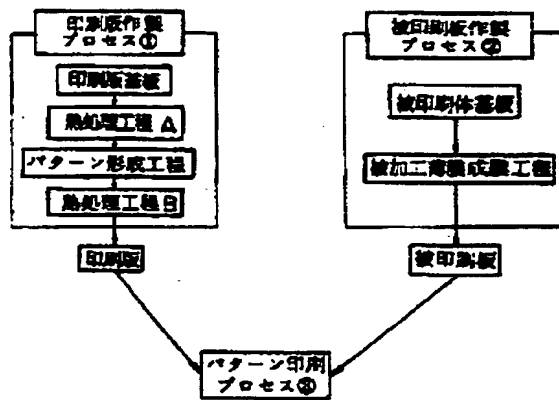 印刷版作製
プロセス①
印刷版基板
熱処理工程A
パターン形成工程
熱処理工程B
印刷版
被印刷板作製
プロセス②
被印刷体基板
被加工薄膜成膜工程
被印刷板
パターン印刷
プロセス③